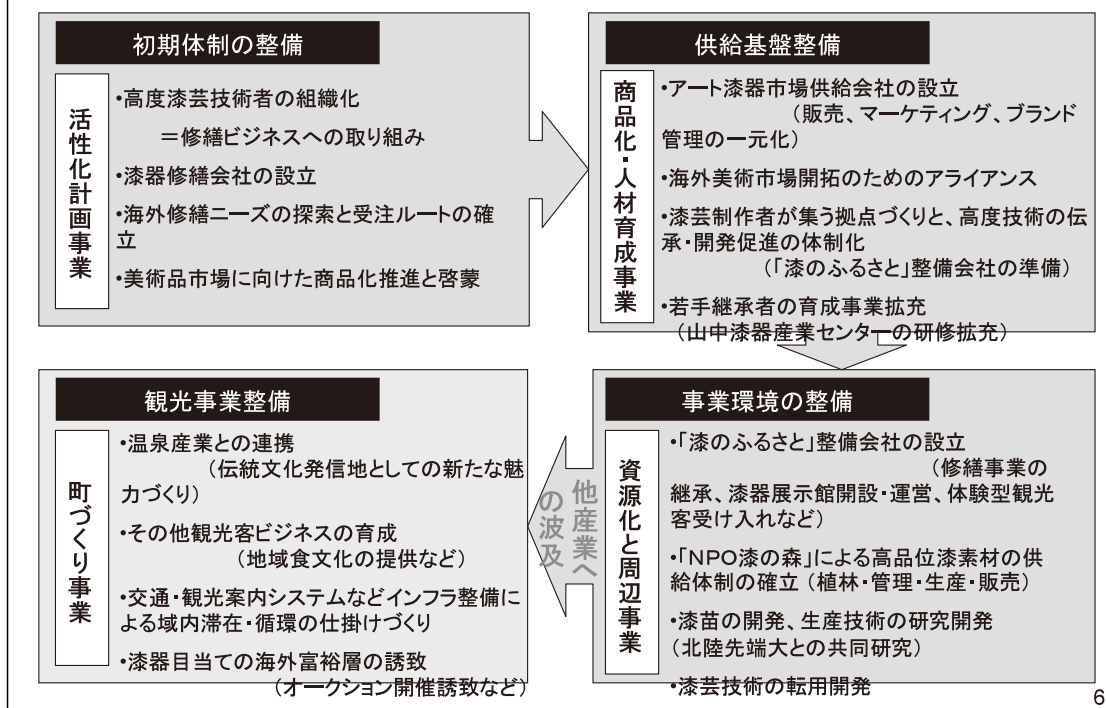 初期体制の整備
活性化計画事業
•高度漆芸技術者の組織化
＝修繕ビジネスへの取り組み
•漆器修繕会社の設立
•海外修繕ニーズの探索と受注ルートの確
立
•美術品市場に向けた商品化推進と啓蒙
供給基盤整備
商品化・人材育成事業
•アート漆器市場供給会社の設立
（販売、マーケティング、ブランド
管理の一元化）
•海外美術市場開拓のためのアライアンス
•漆芸制作者が集う拠点づくりと、高度技術の伝
承・開発促進の体制化
（「漆のふるさと」整備会社の準備）
•若手継承者の育成事業拡充
（山中漆器産業センターの研修拡充）
事業環境の整備
資源化と周辺事業
•「漆のふるさと」整備会社の設立
（修繕事業の
継承、漆器展示館開設・運営、体験型観光
客受け入れなど）
•「NPO漆の森」による高品位漆素材の供
給体制の確立（植林・管理・生産・販売）
•漆苗の開発、生産技術の研究開発
（北陸先端大との共同研究）
•漆芸技術の転用開発
他産業へ
の波及
観光事業整備
町づくり事業
•温泉産業との連携
（伝統文化発信地としての新たな魅
力づくり）
•その他観光客ビジネスの育成
（地域食文化の提供など）
•交通・観光案内システムなどインフラ整備に
よる域内滞在・循環の仕掛けづくり
•漆器目当ての海外富裕層の誘致
（オークション開催誘致など）
6